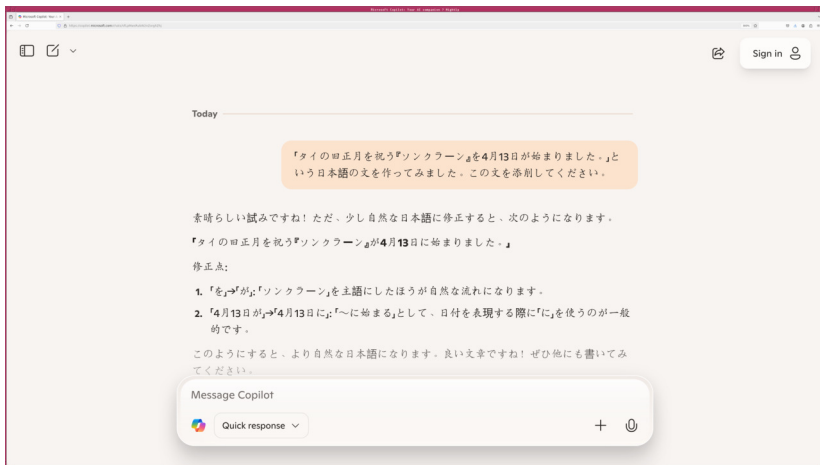 Sign in
Today
「タイの旧正月を祝う『ソンクラーン』を4月13日が始まりました。」と
いう日本語の文を作ってみました。この文を添削してください。
素晴らしい試みですね！ただ、少し自然な日本語に修正すると、次のようになります。
「タイの旧正月を祝う『ソンクラーン』が4月13日に始まりました。」
修正点:
1. 「を」→「が」:「ソンクラーン」を主語にしたほうが自然な流れになります。
2. 「4月13日が」→「4月13日に」:「～に始まる」として、日付を表現する際に「に」を使うのが一般
的です。
このようにすると、より自然な日本語になります。良い文章ですね！ぜひ他にも書いてみ
てください。
Message Copilot
Quick response